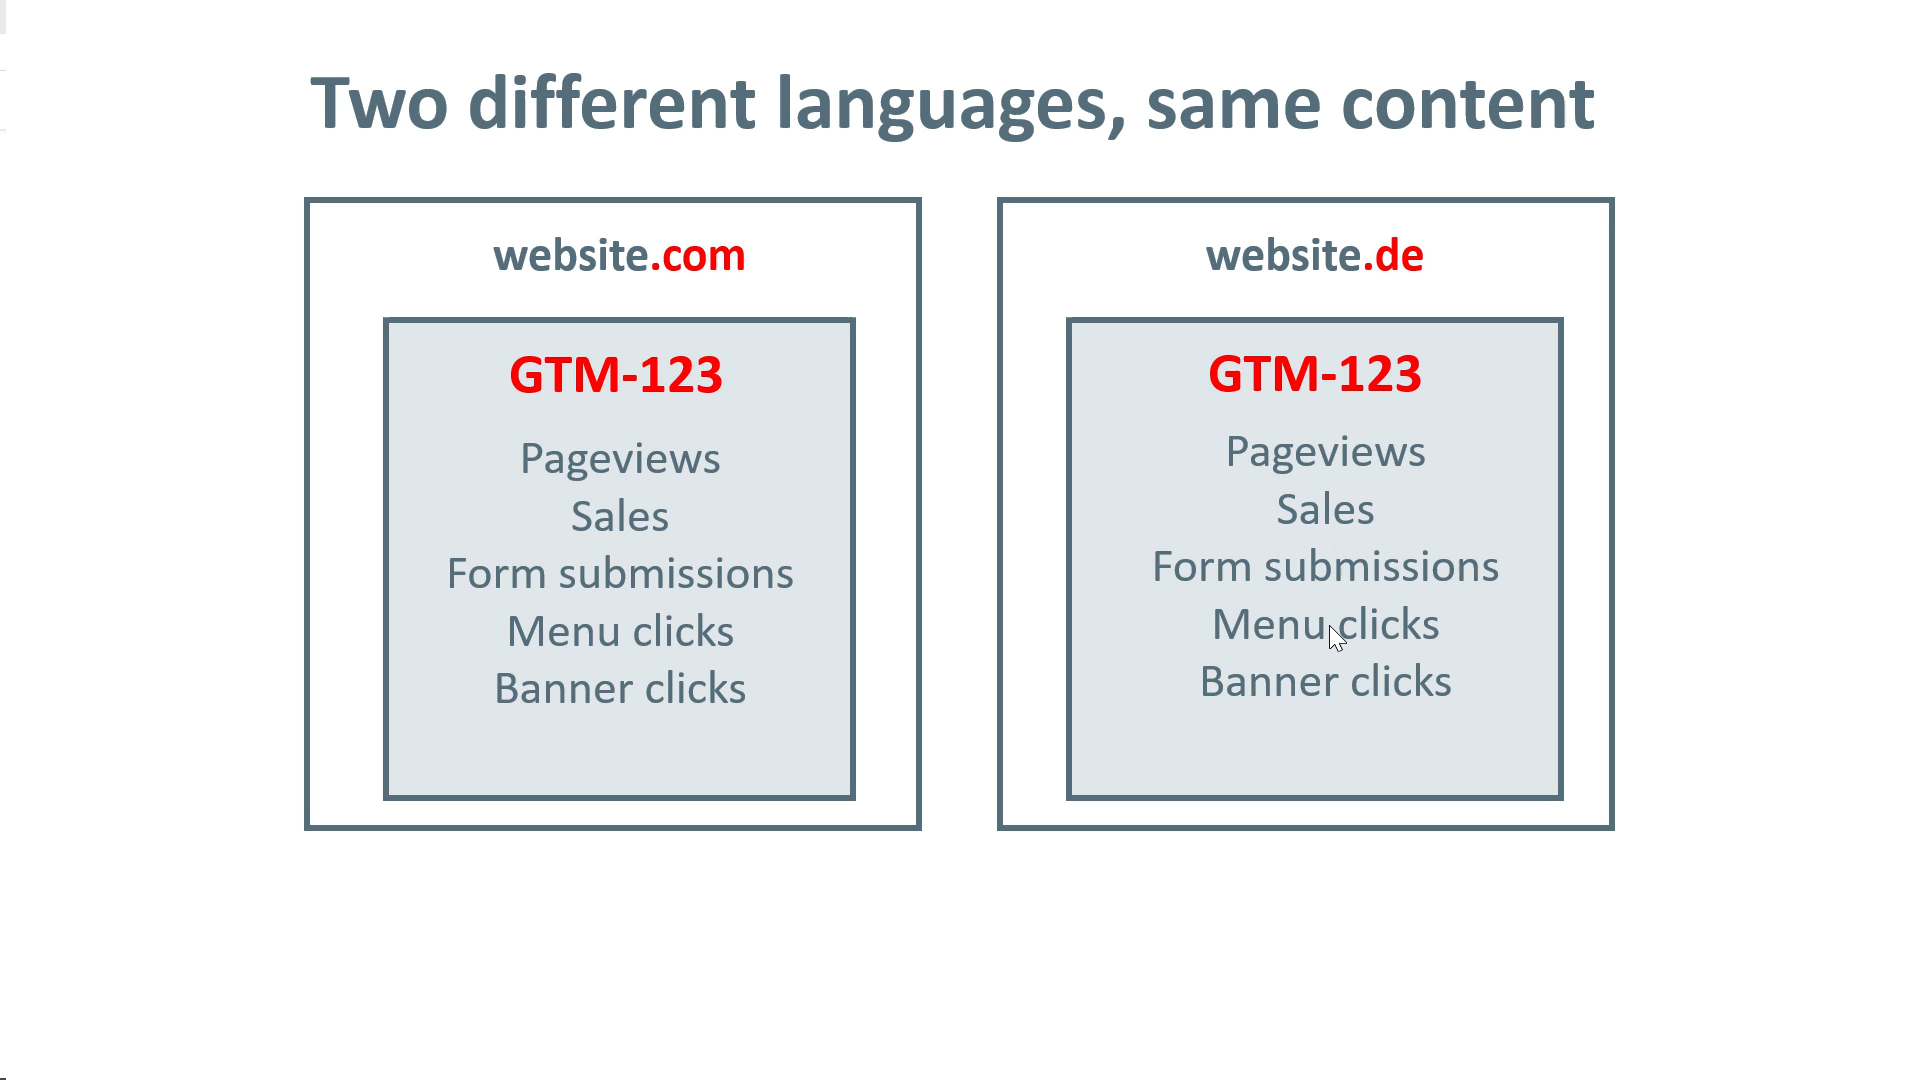 Two different languages, same content
website.com
GTM-123
Pageviews
Sales
Form submissions
Menu clicks
Banner clicks
website.de
GTM-123
Pageviews
Sales
Form submissions
Menu clicks
Banner clicks